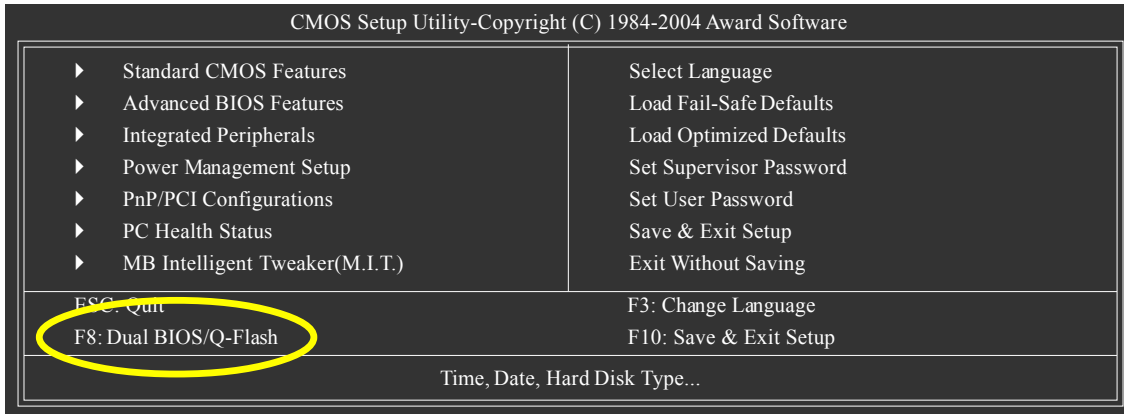 CMOS Setup Utility-Copyright (C) 1984-2004 Award Software
Standard CMOS Features
Advanced BIOS Features
Integrated Peripherals
Power Management Setup
PnP/PCI Configurations
PC Health Status
MB Intelligent Tweaker(M.I.T.)
Select Language
Load Fail-Safe Defaults
Load Optimized Defaults
Set Supervisor Password
Set User Password
Save & Exit Setup
Exit Without Saving
ESC: Quit
F8: Dual BIOS/Q-Flash
F3: Change Language
F10: Save & Exit Setup
Time, Date, Hard Disk Type...